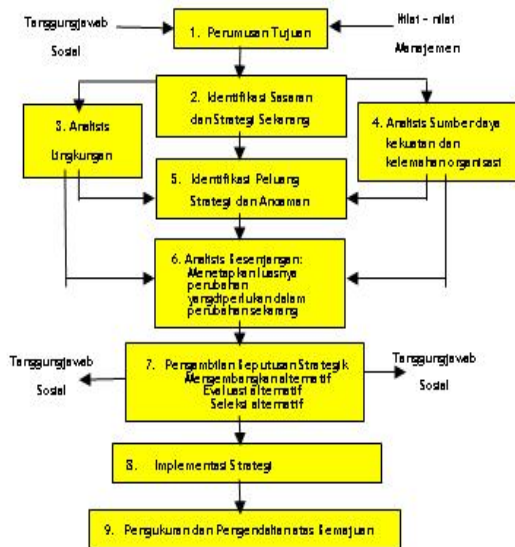 Tanggungjawab
Sosial
1. Perumusan Tujuan
Nilai - nilai
Manajemen
2. Identifikasi Sasaran
dan Strategi Sekarang
3. Analisis
Lingkungan
4. Analisis Sumber daya
kekuatan dan
kelemahan organisasi
5. Identifikasi Peluang
Strategi dan Ancaman
6. Analisis Kesenjangan:
Menetapkan luasnya
perubahan
yangdiperlukan dalam
perubahan sekarang
Tanggungjawab
Sosial
7. Pengambilan Keputusan Strategik
Mengembangkan alternatif
Evaluasi alternatif
Seleksi alternatif
Tanggungjawab
Sosial
8. Implementasi Strategi
9. Pengukuran dan Pengendalian atas Kemajuan